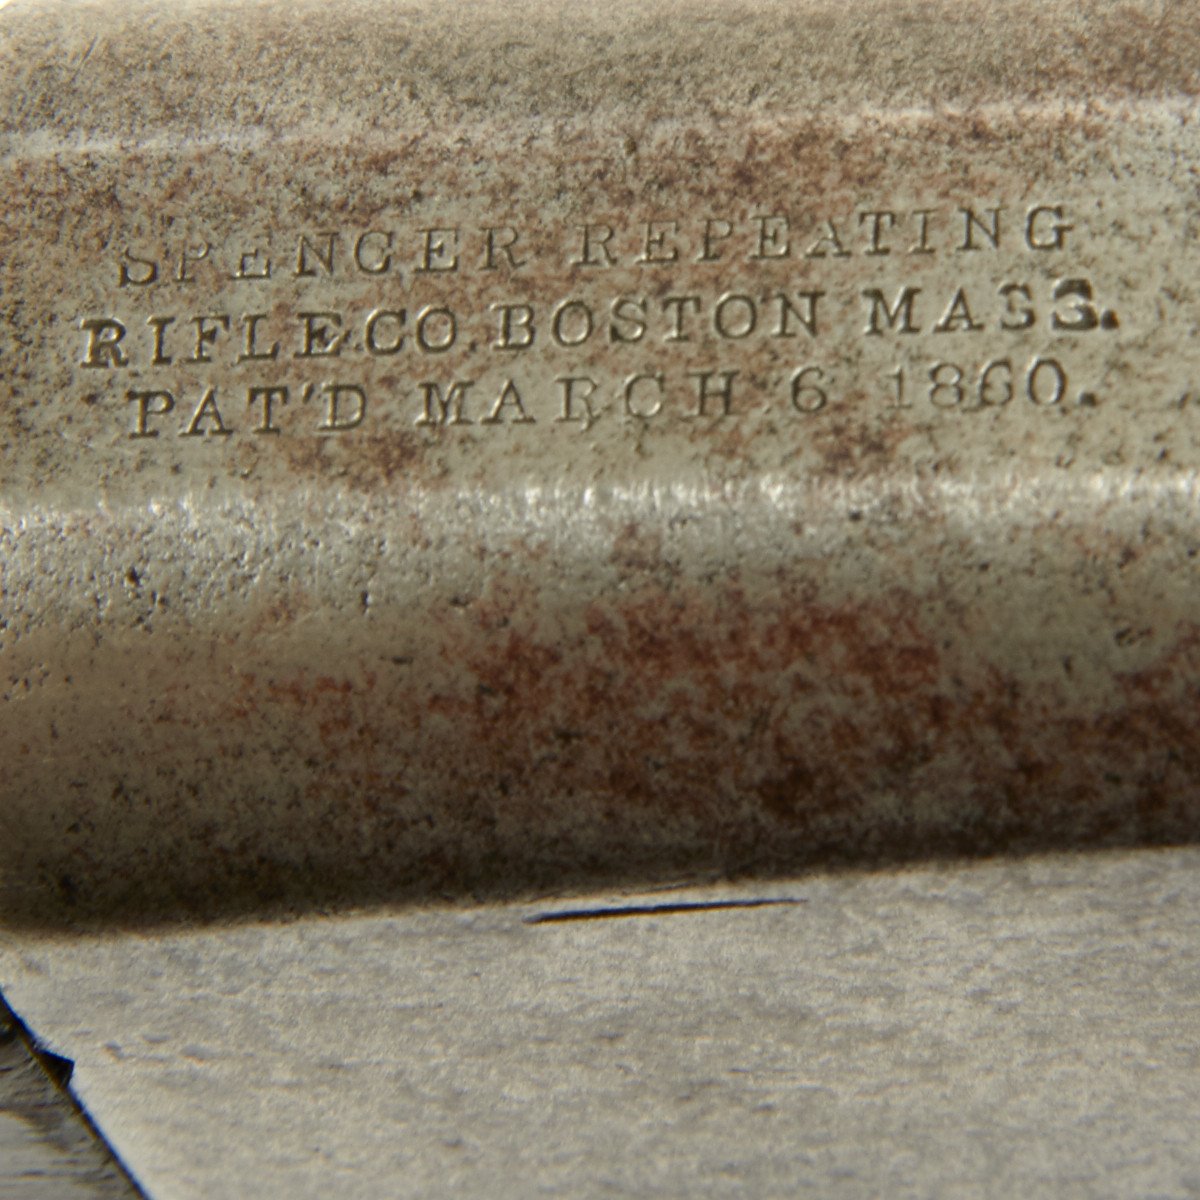 SPENCER REPEATING
RIFLE CO. BOSTON MASS.
PAT'D MARCH 6 1860.